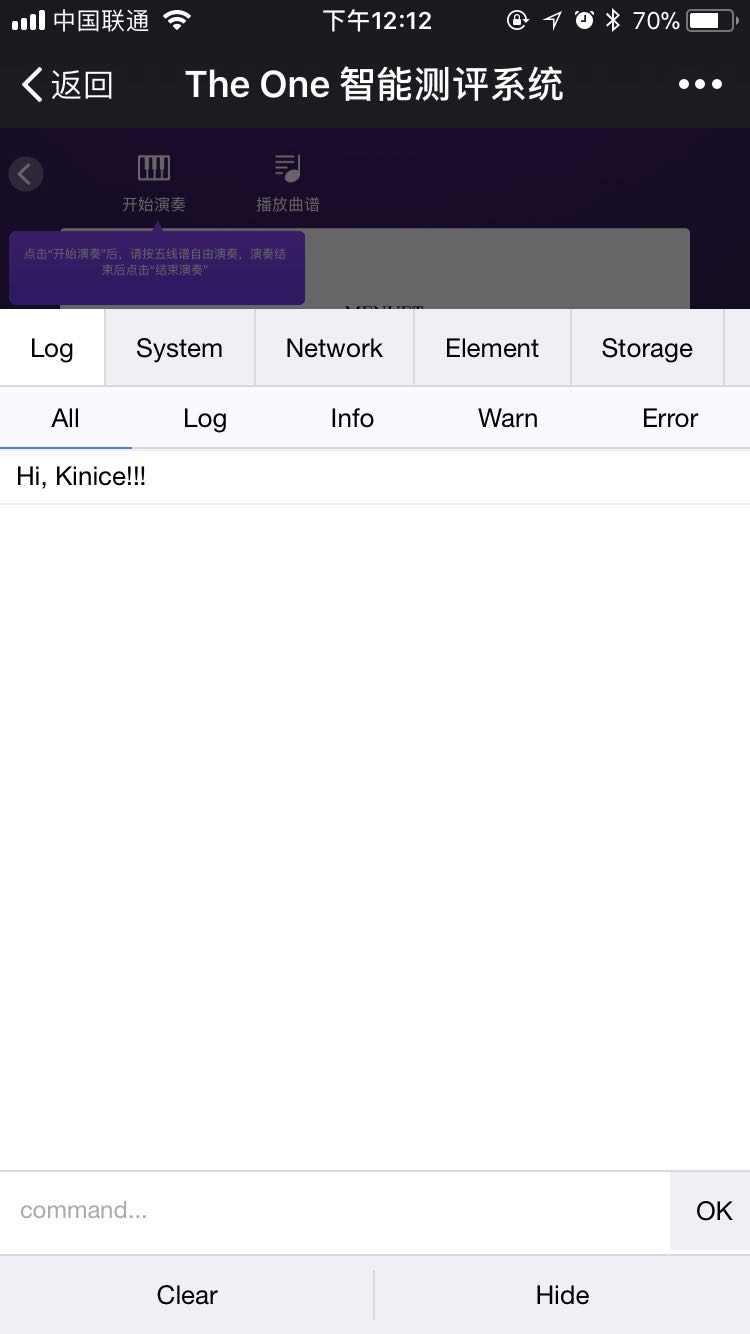 中国联通 下午12:12 70%
返回 The One 智能测评系统
开始演奏 播放曲谱
点击“开始演奏”后，请按五线谱自由演奏，演奏结
束后点击“结束演奏”
MENUET
Log System Network Element Storage
All Log Info Warn Error
Hi, Kinice!!!
command... OK
Clear Hide